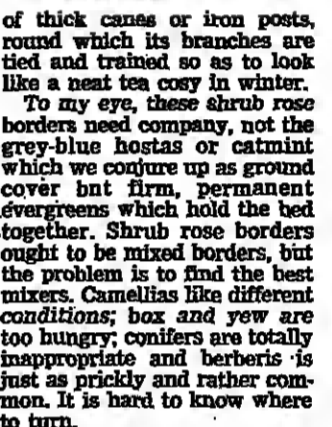 of thick canes or iron posts,
round which its branches are
tied and trained so as to look
like a neat tea cosy in winter.
To my eye, these shrub rose
borders need company, not the
grey-blue hostas or catmint
which we conjure up as ground
cover bnt firm, permanent
evergreens which hold the bed
together. Shrub rose borders
ought to be mixed borders, but
the problem is to find the best
mixers. Camellias like different
conditions; box and yew are
too hungry; conifers are totally
inappropriate and berberis is
just as prickly and rather com-
mon. It is hard to know where
to turn.